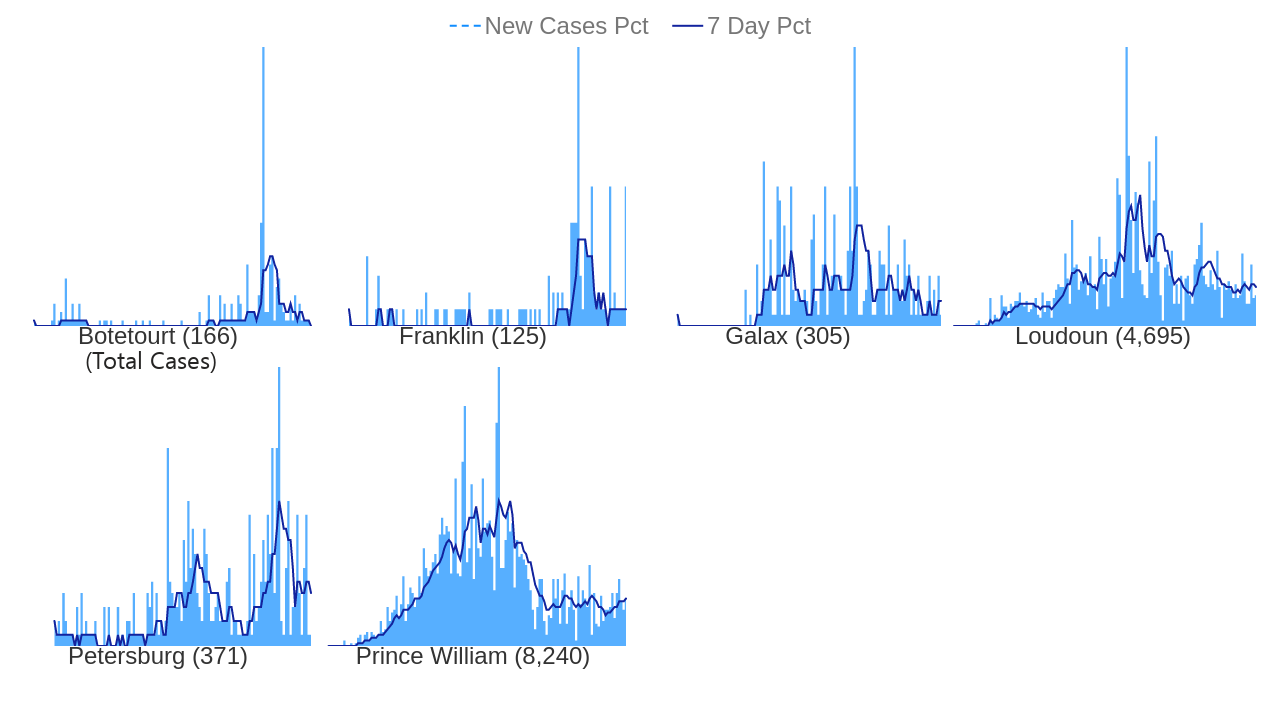 New Cases Pct 7 Day Pct
Botetourt (166) Franklin (125) Galax (305) Loudoun (4,695)
(Total Cases)
Petersburg (371) Prince William (8,240)